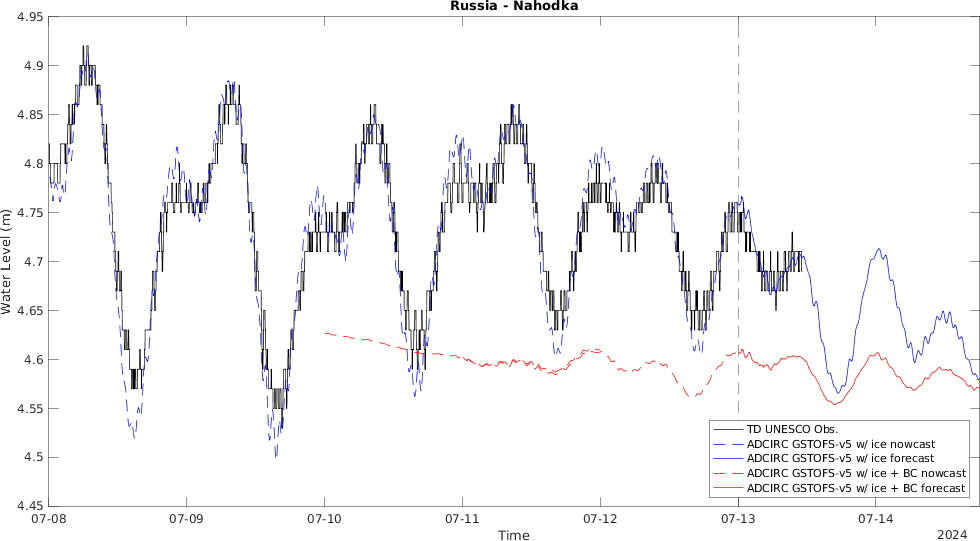 Russia - Nahodka
4.95
4.9
4.85
4.8
4.75
4.7
4.65
4.6
4.55
4.5
4.45
Water Level (m)
07-08 07-09 07-10 07-11 07-12 07-13 07-14
Time
2024
TD UNESCO Obs.
ADCIRC GSTOFS-v5 w/ ice nowcast
ADCIRC GSTOFS-v5 w/ ice forecast
ADCIRC GSTOFS-v5 w/ ice + BC nowcast
ADCIRC GSTOFS-v5 w/ ice + BC forecast